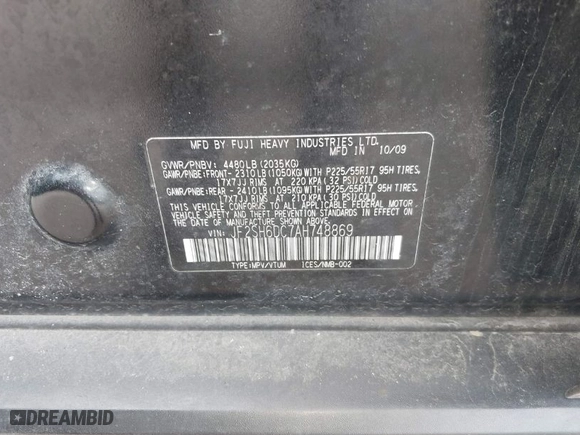 MFD BY FUJI HEAVY INDUSTRIES LTD.
MFD IN 10/09
GVWR/PNBV: 4480LB (2035KG)
GAWR/PNBE:FRONT- 2310LB(1050KG) WITH P225/55R17 95H TIRES,
17X7JJ RIMS AT 220 KPA (32 PSI) COLD
GAWR/PNBE:REAR - 2410LB(1095KG) WITH P225/55R17 95H TIRES,
17X7JJ RIMS AT 210 KPA (30 PSI) COLD
THIS VEHICLE CONFORMS TO ALL APPLICABLE FEDERAL MOTOR
VEHICLE SAFETY, BUMPER, AND THEFT PREVENTION STANDARDS
IN EFFECT ON THE DATE OF MANUFACTURE SHOWN ABOVE.
VIN: JF2SH6DC7AH748869
TYPE:MPV/VTUM ICES/NMB-002
DREAMBID